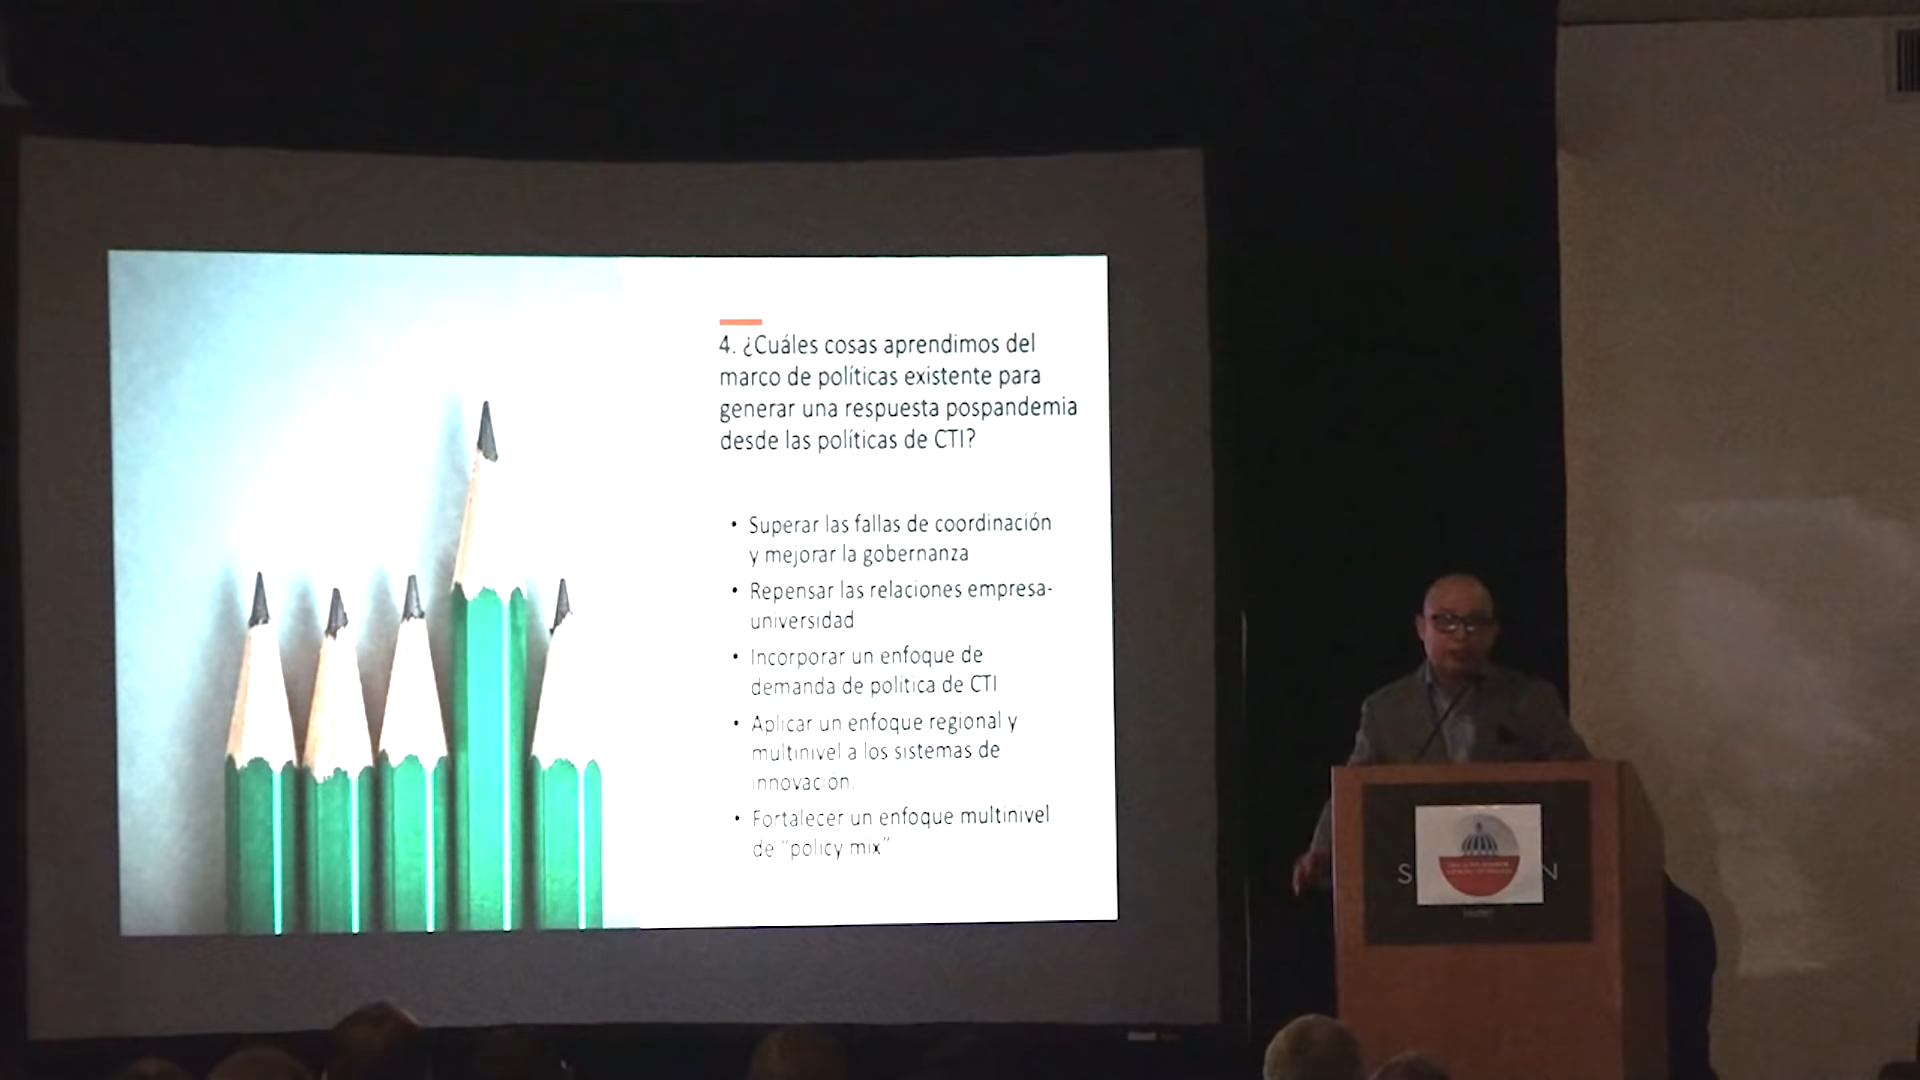 4. ¿Cuáles cosas aprendimos del
marco de políticas existente para
generar una respuesta pospandemia
desde las políticas de CTI?
• Superar las fallas de coordinación
y mejorar la gobernanza
• Repensar las relaciones empresa-
universidad
• Incorporar un enfoque de
demanda de política de CTI
• Aplicar un enfoque regional y
multinivel a los sistemas de
innovación.
• Fortalecer un enfoque multinivel
de "policy mix"
S N